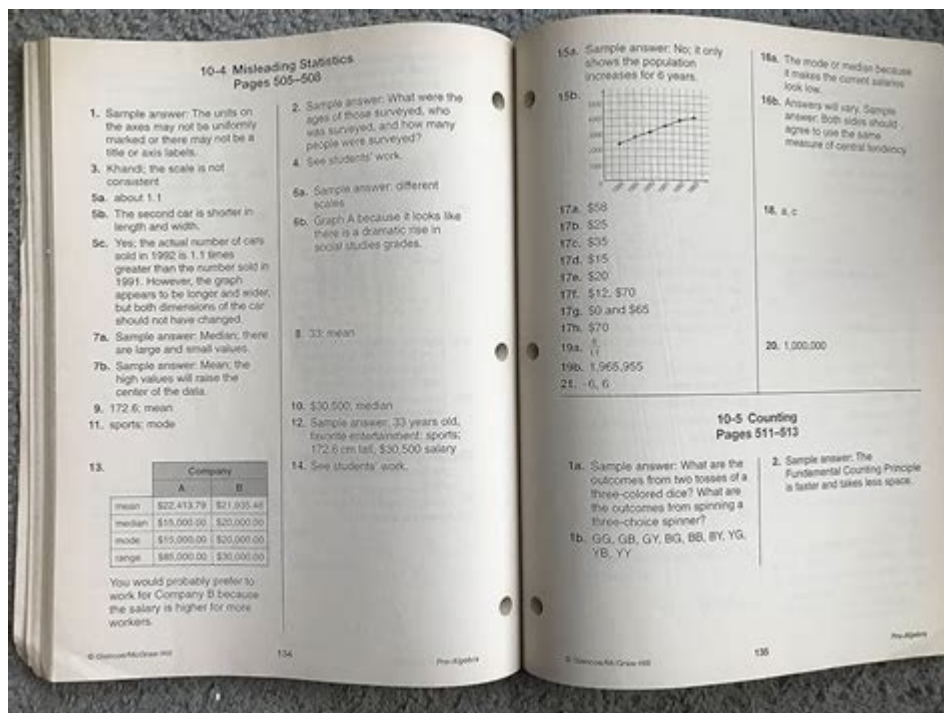 10-4 Misleading Statistics
Pages 505–508
1. Sample answer: The units on
the axes may not be uniformly
marked or there may not be a
title or axis labels.
3. Khandi; the scale is not
consistent
5a. about 1.1
5b. The second car is shorter in
length and width.
5c. Yes; the actual number of cars
sold in 1992 is 1.1 times
greater than the number sold in
1991. However, the graph
appears to be longer and wider,
but both dimensions of the car
should not have changed.
7a. Sample answer: Median; there
are large and small values.
7b. Sample answer: Mean; the
high values will raise the
center of the data.
9. 172.6; mean
11. sports; mode
13.
Company
A B
mean $22,413.79
median $15,000.00 $20,000.00
mode $15,000.00 $20,000.00
range $85,000.00 $30,000.00
You would probably prefer to
work for Company B because
the salary is higher for more
workers.
2. Sample answer: What were the
ages of those surveyed, who
was surveyed, and how many
people were surveyed?
4. See students' work.
6a. Sample answer: different
scales
6b. Graph A because it looks like
there is a dramatic rise in
social studies grades.
8. 33; mean
10. $30,500; median
12. Sample answer: 33 years old,
favorite entertainment: sports;
172.6 cm tall, $30,500 salary
14. See students' work.
© Glencoe/McGraw-Hill
134
Pre-Algebra
15a. Sample answer: No; it only
shows the population
increases for 6 years.
15b.
17a. $58
17b. $25
17c. $35
17d. $15
17e. $20
17f. $12, $70
17g. $0 and $65
17h. $70
19a.
19b. 1,965,955
21. -6, 6
16a. The mode or median because
it makes the current salaries
look low.
16b. Answers will vary. Sample
answer: Both sides should
agree to use the same
measure of central tendency.
18. a, c
20. 1,000,000
10-5 Counting
Pages 511–513
1a. Sample answer: What are the
outcomes from two tosses of a
three-colored dice? What are
the outcomes from spinning a
three-choice spinner?
1b. GG, GB, GY, BG, BB, BY, YG,
YB, YY
2. Sample answer: The
Fundamental Counting Principle
is faster and takes less space.
© Glencoe/McGraw-Hill
135
Pre-Algebra